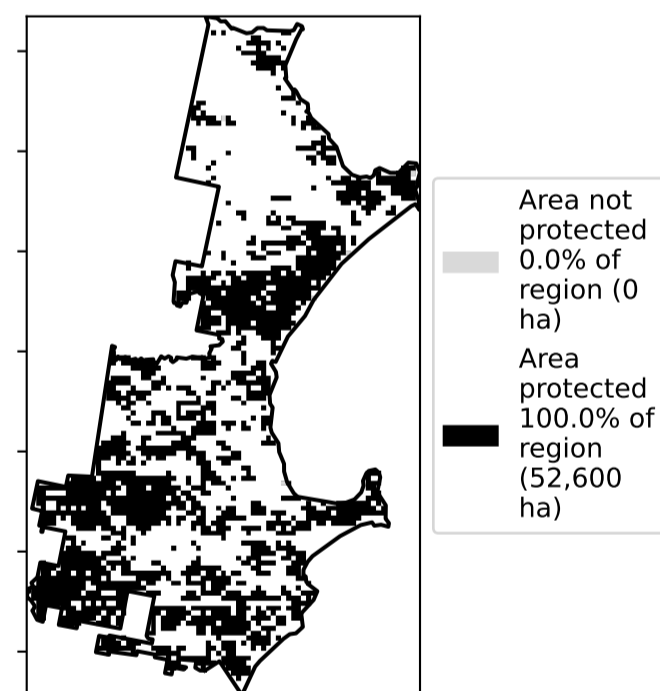 Area not
protected
0.0% of
region (0
ha)
Area
protected
100.0% of
region
(52,600
ha)